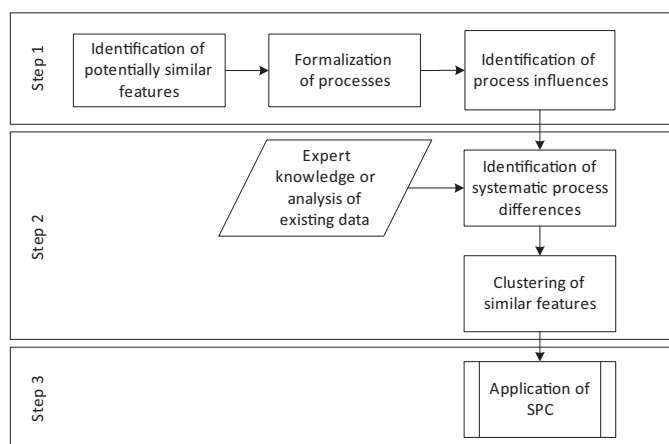 Step 1
Identification of
potentially similar
features
Formalization
of processes
Identification of
process influences
Step 2
Expert
knowledge or
analysis of
existing data
Identification of
systematic process
differences
Clustering of
similar features
Step 3
Application of
SPC